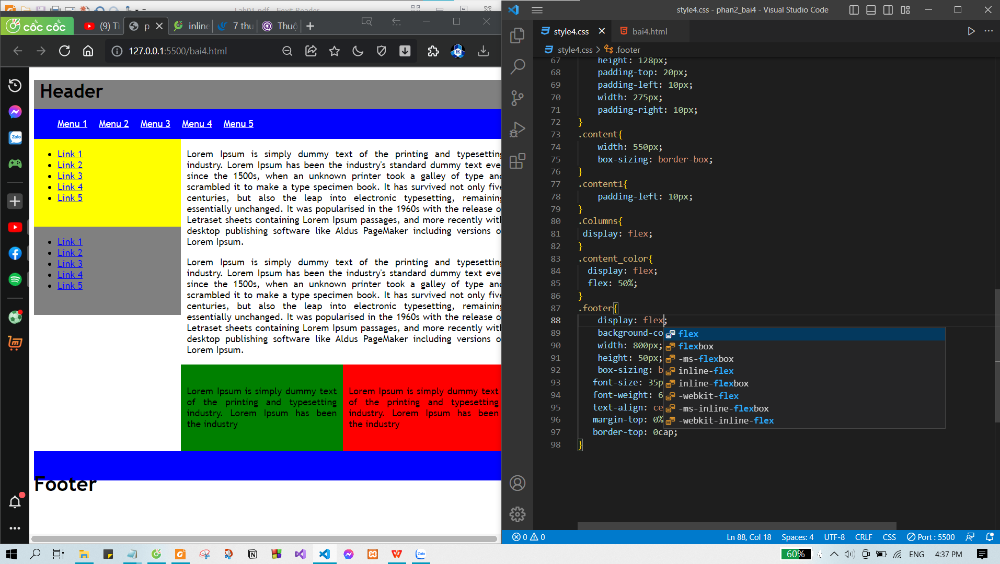 Lab01.pdf - Foxit Reader
CỐC CỐC
(9) Ti
p
inline
7 thu
Thuộ
127.0.0.1:5500/bai4.html
Header
Menu 1 Menu 2 Menu 3 Menu 4 Menu 5
Link 1
Link 2
Link 3
Link 4
Link 5
Link 1
Link 2
Link 3
Link 4
Link 5
Lorem Ipsum is simply dummy text of the printing and typesetting
industry. Lorem Ipsum has been the industry's standard dummy text eve
since the 1500s, when an unknown printer took a galley of type and
scrambled it to make a type specimen book. It has survived not only five
centuries, but also the leap into electronic typesetting, remaining
essentially unchanged. It was popularised in the 1960s with the release o
Letraset sheets containing Lorem Ipsum passages, and more recently with
desktop publishing software like Aldus PageMaker including versions o
Lorem Ipsum.
Lorem Ipsum is simply dummy text of the printing and typesetting
industry. Lorem Ipsum has been the industry's standard dummy text eve
since the 1500s, when an unknown printer took a galley of type and
scrambled it to make a type specimen book. It has survived not only five
centuries, but also the leap into electronic typesetting, remaining
essentially unchanged. It was popularised in the 1960s with the release o
Letraset sheets containing Lorem Ipsum passages, and more recently with
desktop publishing software like Aldus PageMaker including versions o
Lorem Ipsum.
Lorem Ipsum is simply dummy text
of the printing and typesetting
industry. Lorem Ipsum has been
the industry
Lorem Ipsum is simply dummy text
of the printing and typesetting
industry. Lorem Ipsum has been
the industry
Footer
Zalo
style4.css - phan2_bai4 - Visual Studio Code
style4.css
bai4.html
style4.css > .footer
67 height: 128px;
68 padding-top: 20px;
69 padding-left: 10px;
70 width: 275px;
71 padding-right: 10px;
72 }
73 .content{
74 width: 550px;
75 box-sizing: border-box;
76 }
77 .content1{
78 padding-left: 10px;
79 }
80 .Columns{
81 display: flex;
82 }
83 .content_color{
84 display: flex;
85 flex: 50%;
86 }
87 .footer{
88 display: flex;
89 background-co
90 width: 800px;
91 height: 50px;
92 box-sizing: b
93 font-size: 35p
94 font-weight: 6
95 text-align: ce
96 margin-top: 0%
97 border-top: 0cap;
98 }
flex
flexbox
-ms-flexbox
inline-flex
inline-flexbox
-webkit-flex
-ms-inline-flexbox
-webkit-inline-flex
0 0
Ln 88, Col 18 Spaces: 4 UTF-8 CRLF CSS Port : 5500
Zalo
60% ENG 4:37 PM